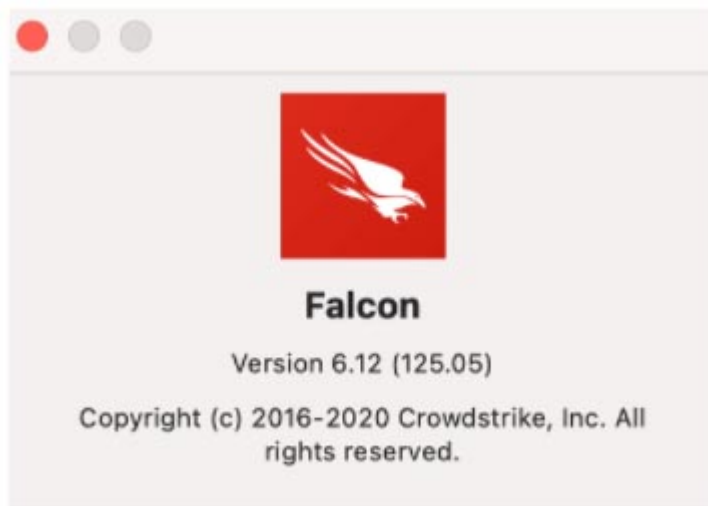 Falcon
Version 6.12 (125.05)
Copyright (c) 2016-2020 Crowdstrike, Inc. All
rights reserved.